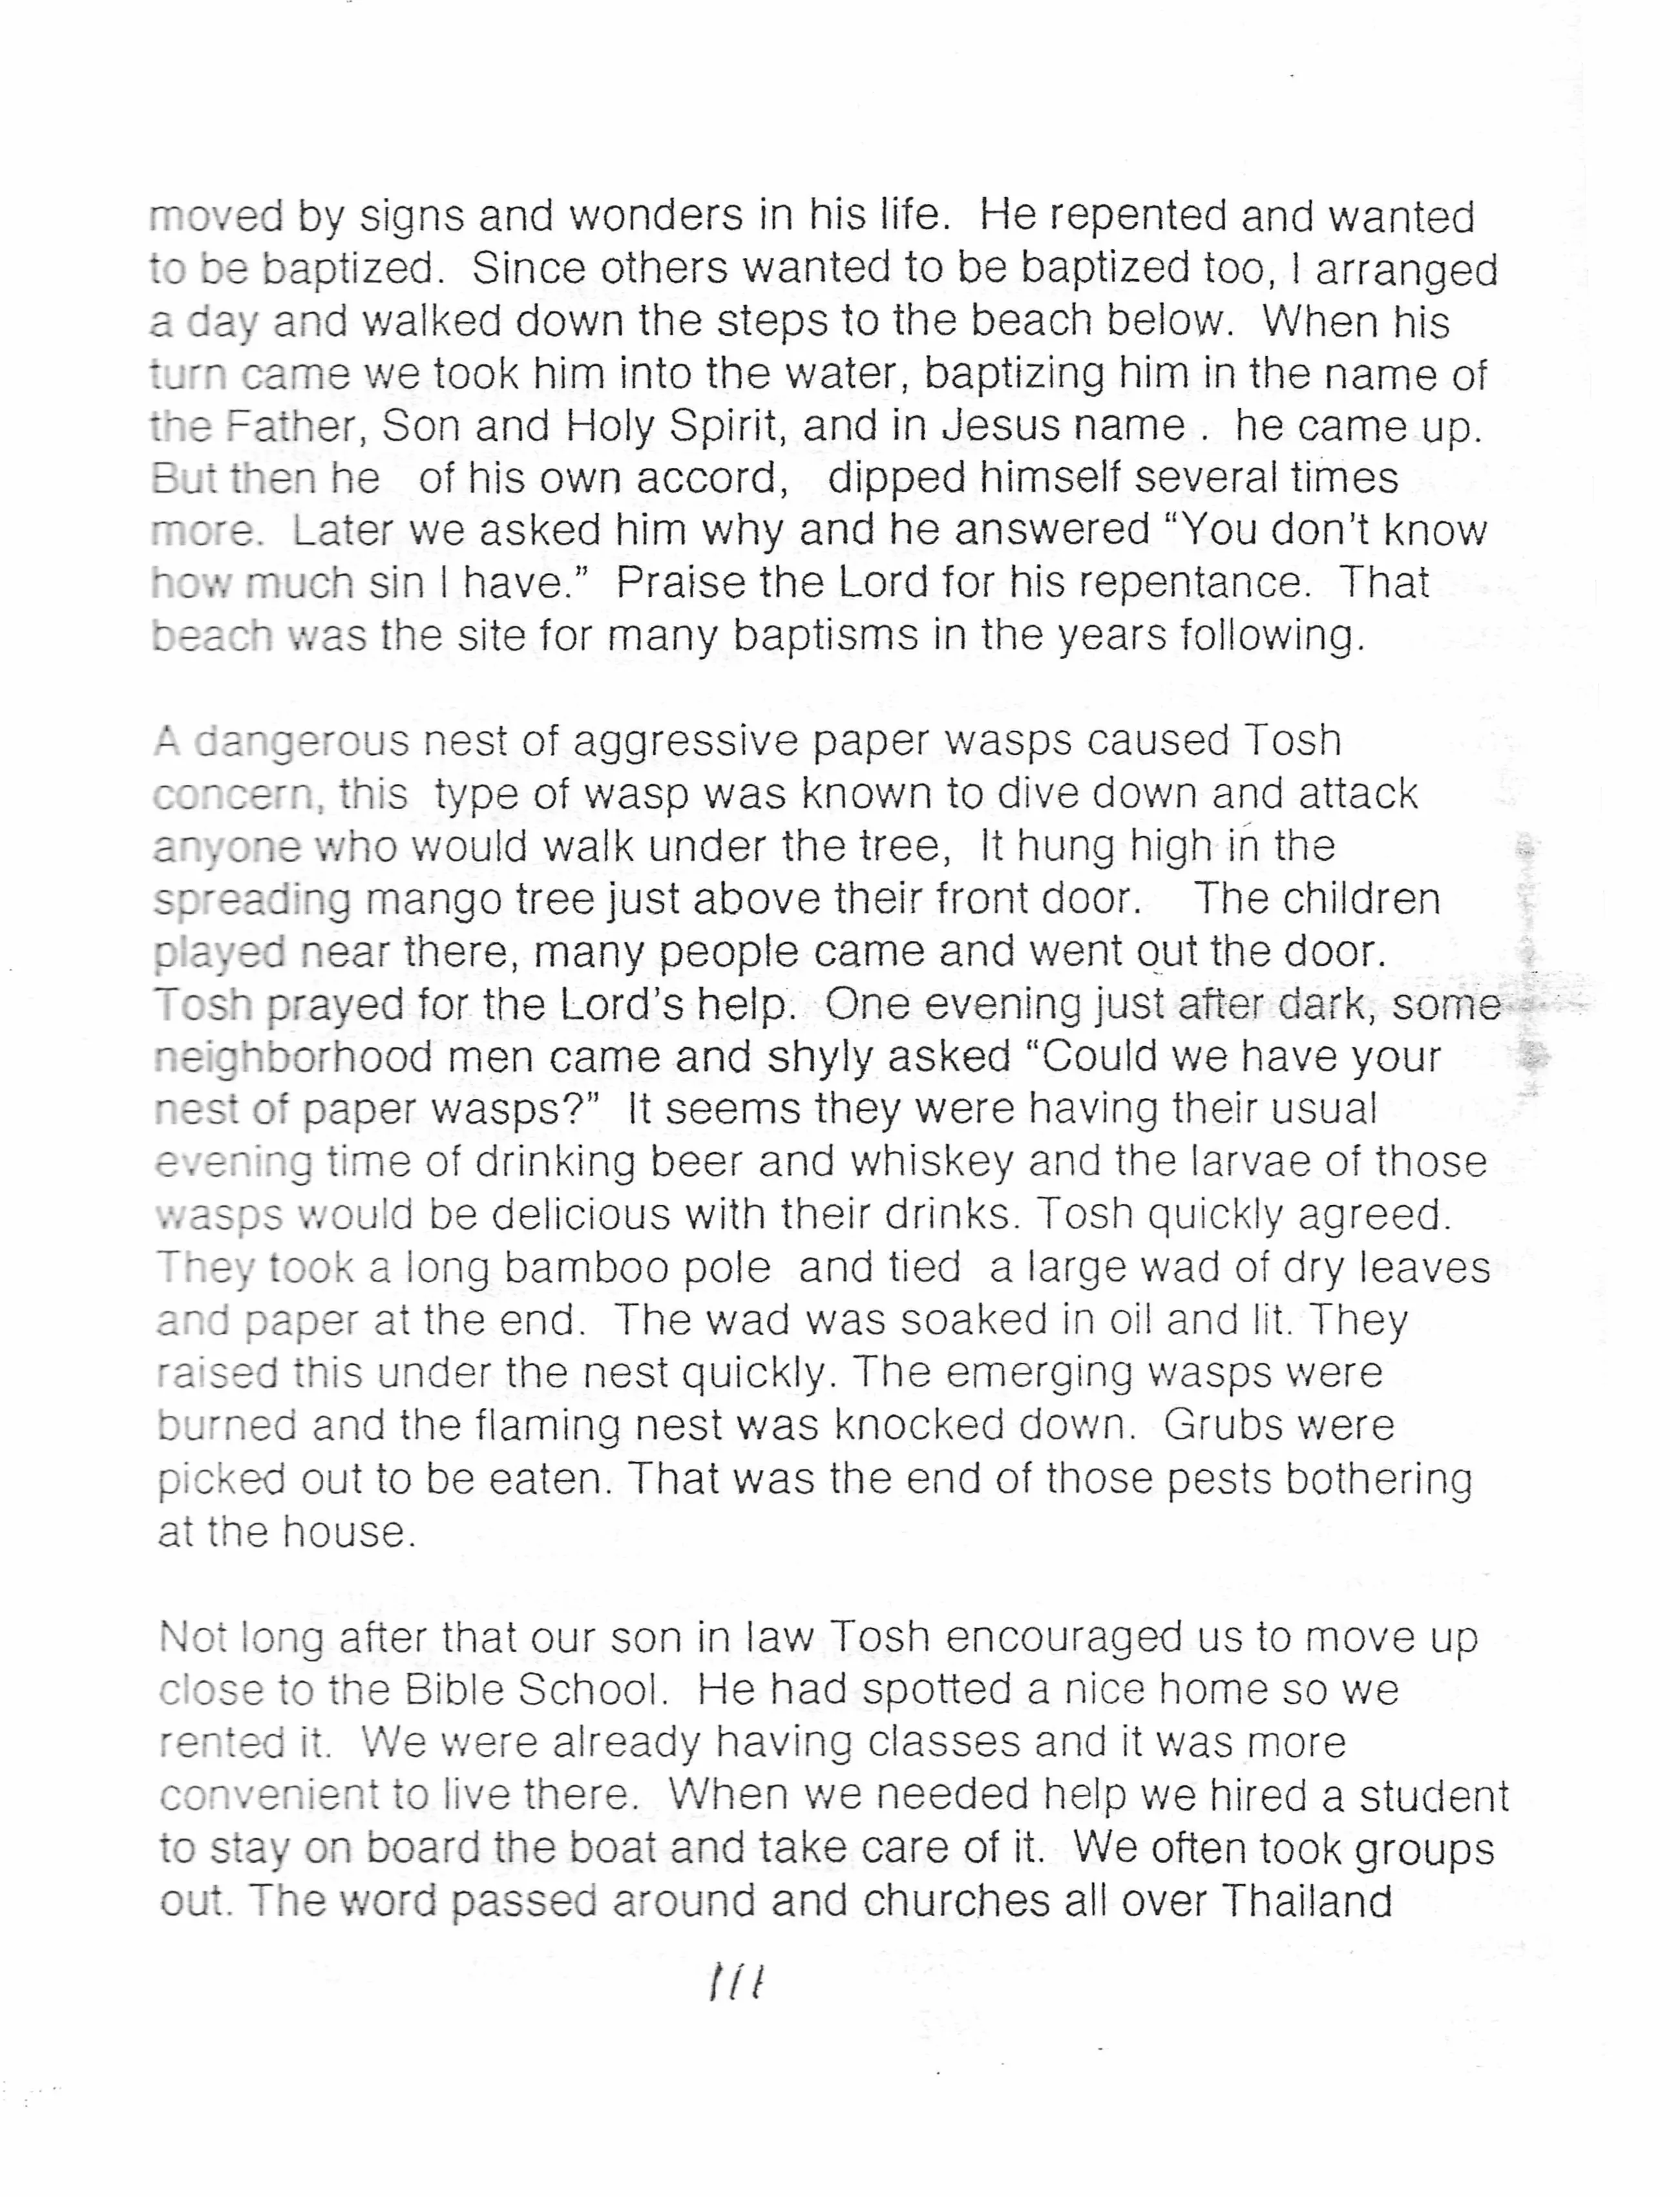 moved by signs and wonders in his life.  He repented and wanted
to be baptized.  Since others wanted to be baptized too, I arranged
a day and walked down the steps to the beach below.  When his
turn came we took him into the water, baptizing him in the name of
the Father, Son and Holy Spirit, and in Jesus name .  he came up.
But then he   of his own accord,   dipped himself several times
more.  Later we asked him why and he answered “You don’t know
how much sin I have.”  Praise the Lord for his repentance.  That
beach was the site for many baptisms in the years following.

A dangerous nest of aggressive paper wasps caused Tosh
concern, this  type of wasp was known to dive down and attack
anyone who would walk under the tree,  It hung high in the
spreading mango tree just above their front door.   The children
played near there, many people came and went out the door.
Tosh prayed for the Lord’s help.  One evening just after dark, some
neighborhood men came and shyly asked “Could we have your
nest of paper wasps?”  It seems they were having their usual
evening time of drinking beer and whiskey and the larvae of those
wasps would be delicious with their drinks. Tosh quickly agreed.
They took a long bamboo pole  and tied  a large wad of dry leaves
and paper at the end.  The wad was soaked in oil and lit. They
raised this under the nest quickly. The emerging wasps were
burned and the flaming nest was knocked down.  Grubs were
picked out to be eaten. That was the end of those pests bothering
at the house.

Not long after that our son in law Tosh encouraged us to move up
close to the Bible School.  He had spotted a nice home so we
rented it.  We were already having classes and it was more
convenient to live there.  When we needed help we hired a student
to stay on board the boat and take care of it.  We often took groups
out. The word passed around and churches all over Thailand
111